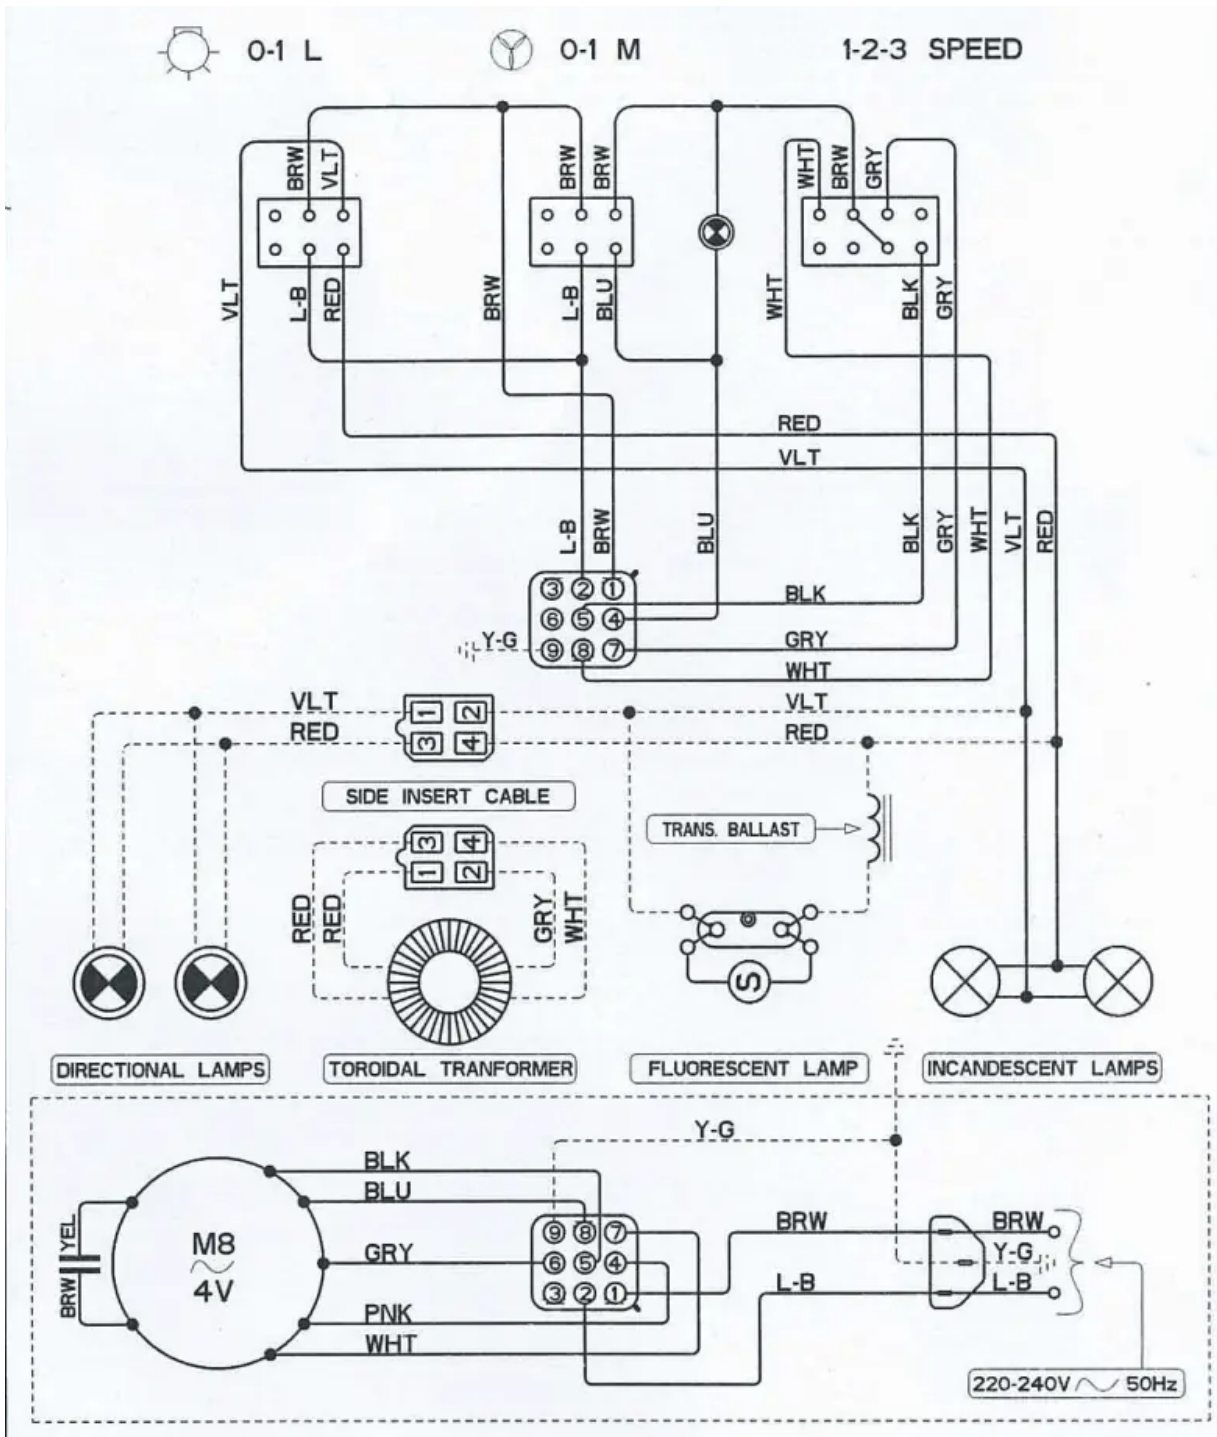 0-1 L
0-1 M
1-2-3 SPEED
BRW
VLT
BRW
BRW
WHT
BRW
GRY
VLT
L-B
RED
BRW
L-B
BLU
WHT
BLK
GRY
RED
VLT
L-B
BRW
BLU
BLK
GRY
WHT
VLT
RED
3 2 1
BLK
6 5 4
Y-G
9 8 7
GRY
WHT
VLT
1 2
VLT
RED
3 4
RED
SIDE INSERT CABLE
TRANS. BALLAST
3 4
1 2
RED
RED
GRY
WHT
S
DIRECTIONAL LAMPS
TOROIDAL TRANFORMER
FLUORESCENT LAMP
INCANDESCENT LAMPS
Y-G
BLK
BLU
YEL
BRW
M8
4V
GRY
9 8 7
6 5 4
3 2 1
BRW
BRW
Y-G
L-B
L-B
PNK
WHT
220-240V 50Hz